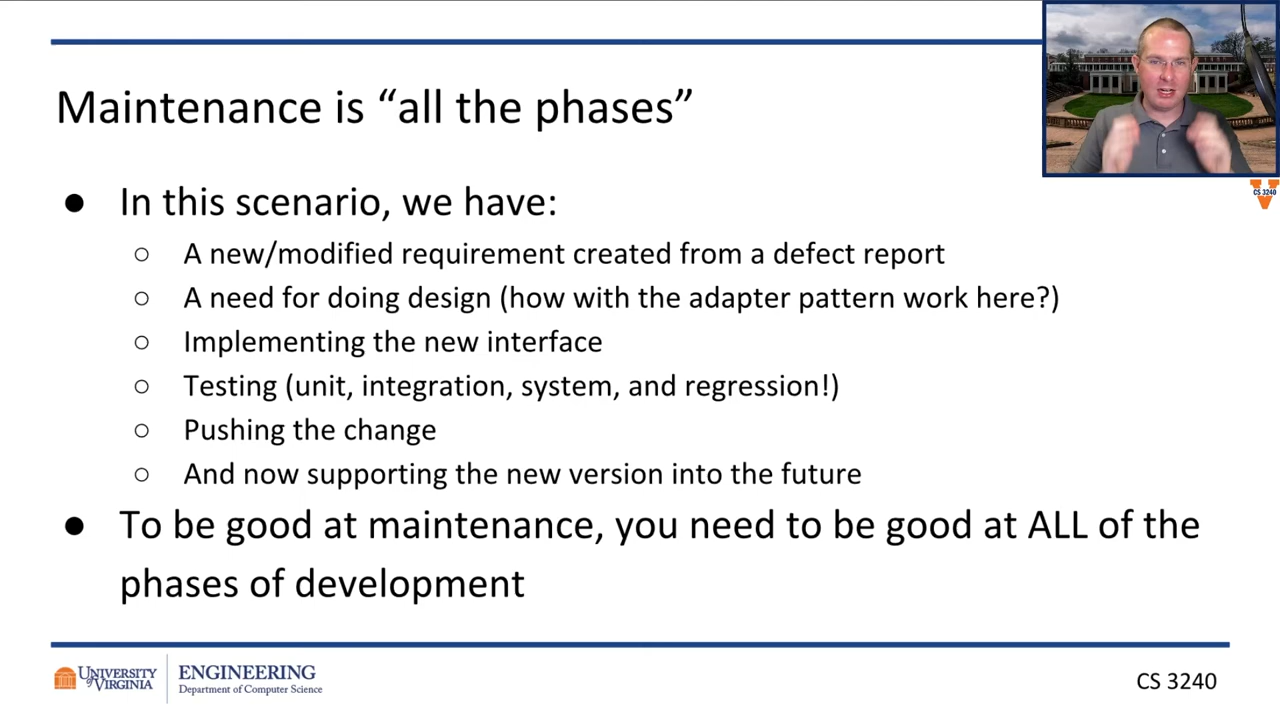 Maintenance is “all the phases”
CS 3240
● In this scenario, we have:
○ A new/modified requirement created from a defect report
○ A need for doing design (how with the adapter pattern work here?)
○ Implementing the new interface
○ Testing (unit, integration, system, and regression!)
○ Pushing the change
○ And now supporting the new version into the future
● To be good at maintenance, you need to be good at ALL of the
phases of development
UNIVERSITY
of VIRGINIA
ENGINEERING
Department of Computer Science
CS 3240